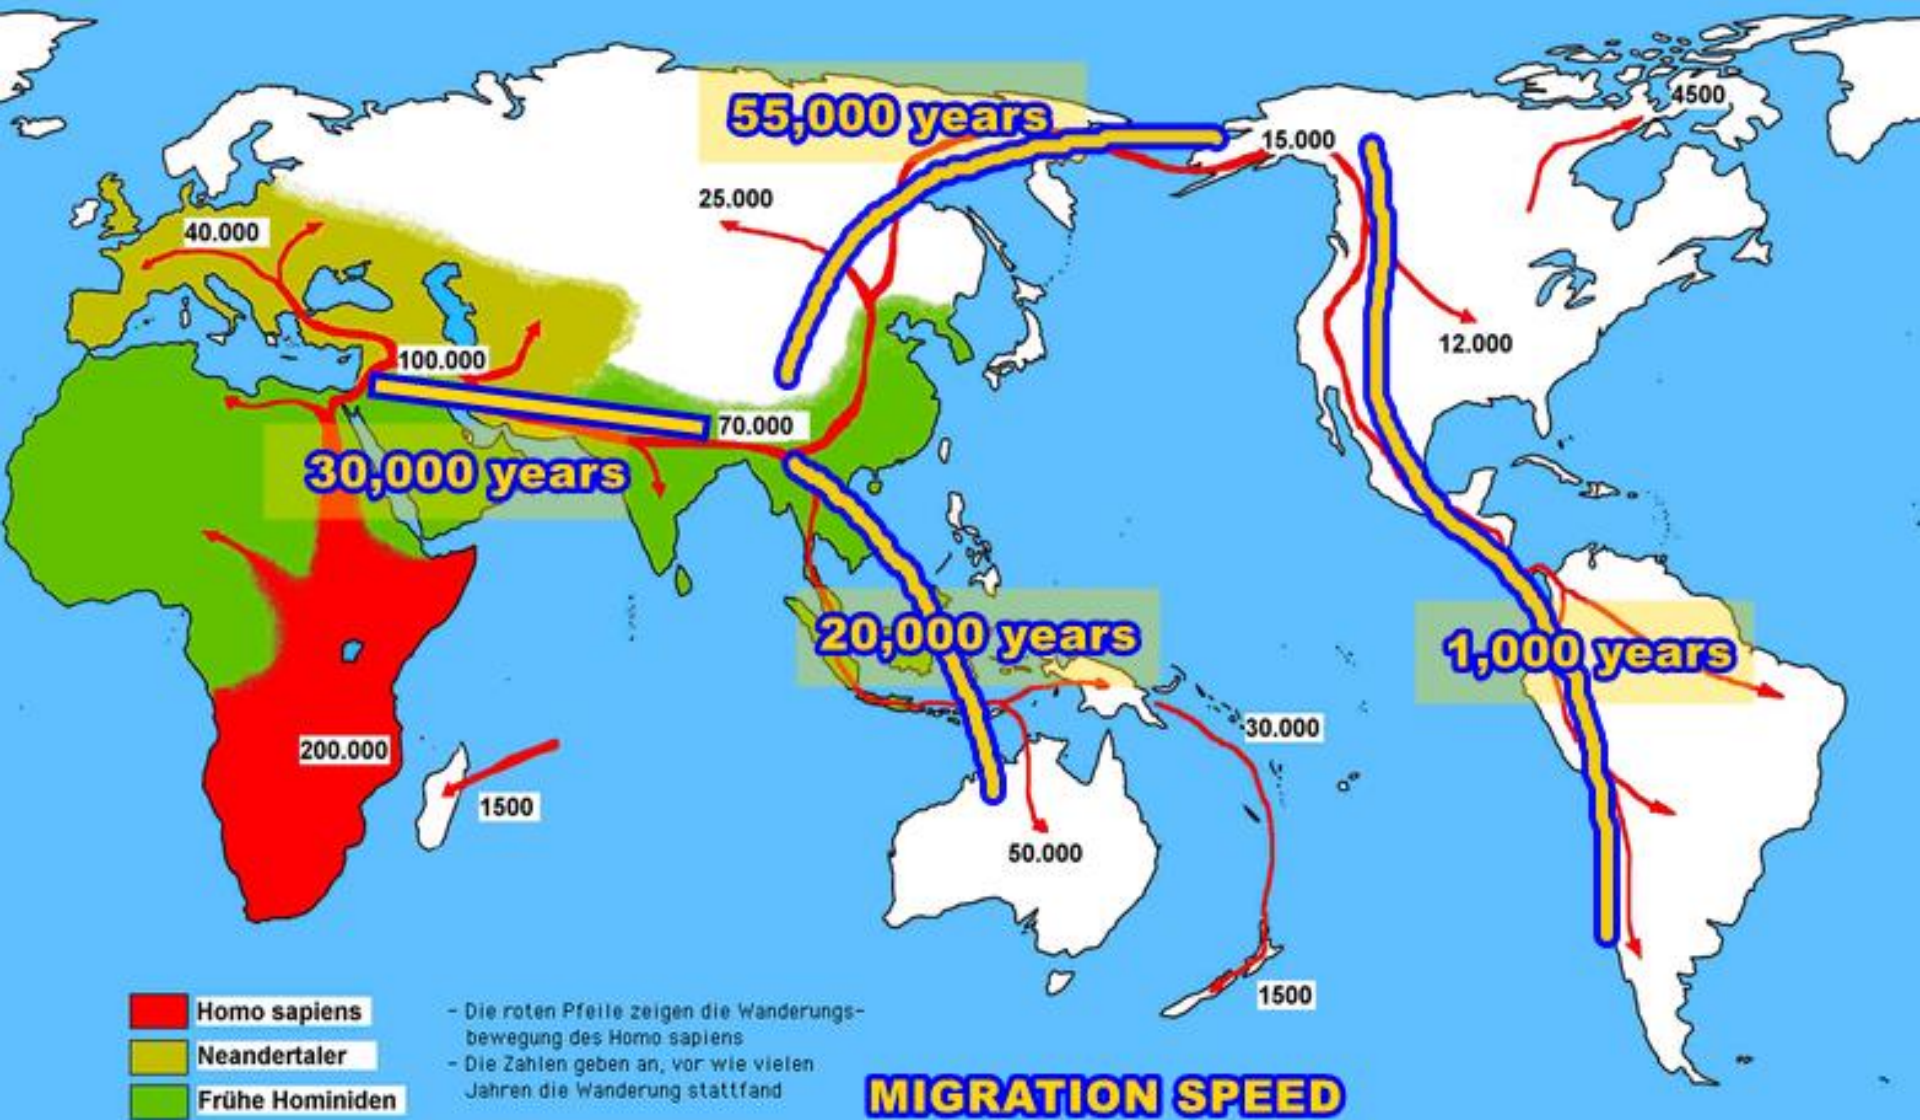 4500
55,000 years
15.000
25.000
40.000
12.000
100.000
70.000
30,000 years
20,000 years
1,000 years
30.000
200.000
1500
50.000
1500
Homo sapiens
Neandertaler
Frühe Hominiden
- Die roten Pfeile zeigen die Wanderungs-
bewegung des Homo sapiens
- Die Zahlen geben an, vor wie vielen
Jahren die Wanderung stattfand
MIGRATION SPEED